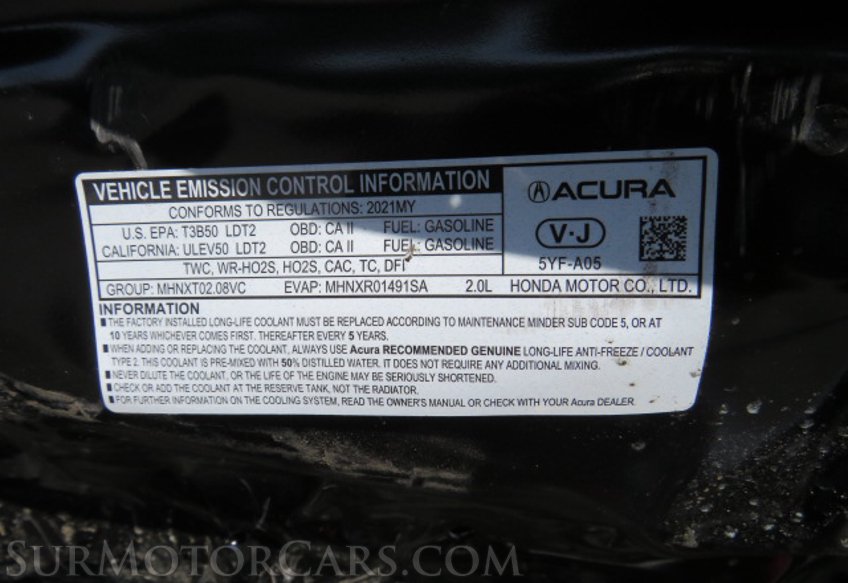 VEHICLE EMISSION CONTROL INFORMATION
CONFORMS TO REGULATIONS: 2021MY
U.S. EPA: T3B50 LDT2 OBD: CA II FUEL: GASOLINE
CALIFORNIA: ULEV50 LDT2 OBD: CA II FUEL: GASOLINE
TWC, WR-HO2S, HO2S, CAC, TC, DFI
GROUP: MHNXT02.08VC EVAP: MHNXR01491SA 2.0L
ACURA
V-J
5YF-A05
HONDA MOTOR CO., LTD.
INFORMATION
■ THE FACTORY INSTALLED LONG-LIFE COOLANT MUST BE REPLACED ACCORDING TO MAINTENANCE MINDER SUB CODE 5, OR AT
10 YEARS WHICHEVER COMES FIRST. THEREAFTER EVERY 5 YEARS.
■ WHEN ADDING OR REPLACING THE COOLANT, ALWAYS USE Acura RECOMMENDED GENUINE LONG-LIFE ANTI-FREEZE / COOLANT
TYPE 2. THIS COOLANT IS PRE-MIXED WITH 50% DISTILLED WATER. IT DOES NOT REQUIRE ANY ADDITIONAL MIXING.
■ NEVER DILUTE THE COOLANT, OR THE LIFE OF THE ENGINE MAY BE SERIOUSLY SHORTENED.
■ CHECK OR ADD THE COOLANT AT THE RESERVE TANK, NOT THE RADIATOR.
■ FOR FURTHER INFORMATION ON THE COOLING SYSTEM, READ THE OWNER'S MANUAL OR CHECK WITH YOUR Acura DEALER.
SURMOTORCARS.COM